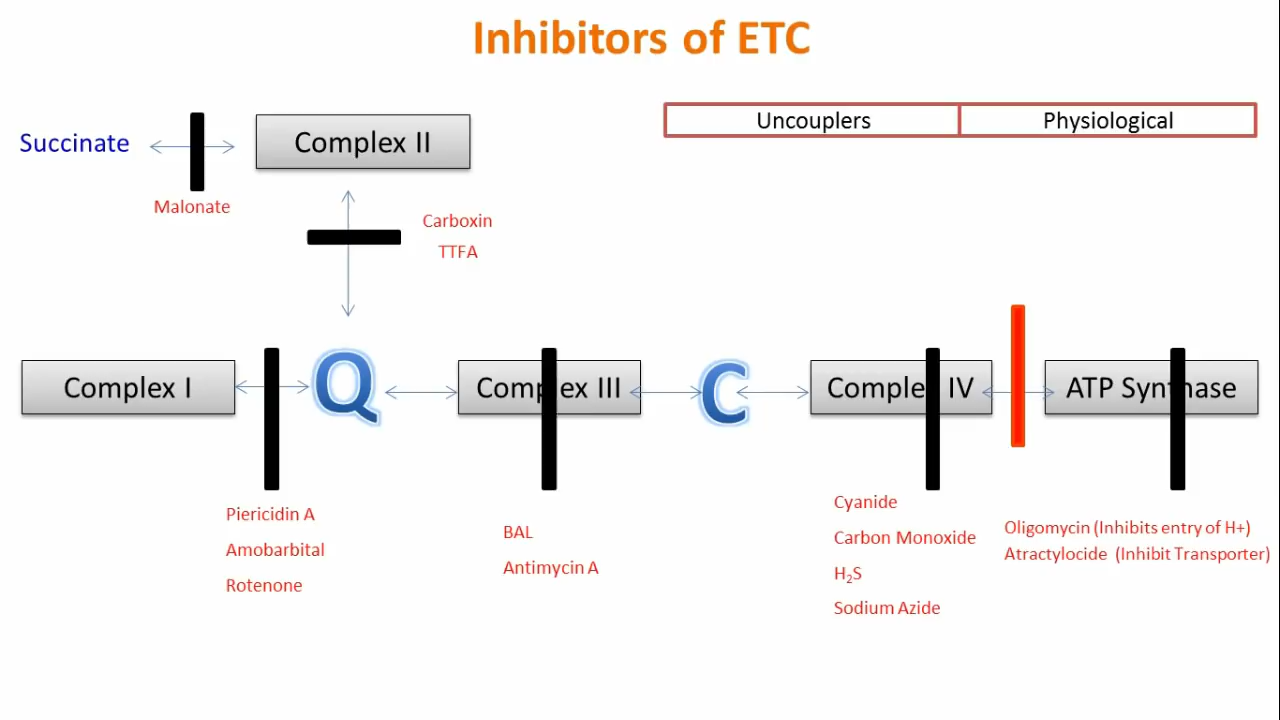 Inhibitors of ETC
Uncouplers
Physiological
Succinate
Complex II
Malonate
Carboxin
TTFA
Complex I
Q
Complex III
C
Complex IV
ATP Synthase
Piericidin A
Amobarbital
Rotenone
BAL
Antimycin A
Cyanide
Carbon Monoxide
H₂S
Sodium Azide
Oligomycin (Inhibits entry of H+)
Atractylocide (Inhibit Transporter)